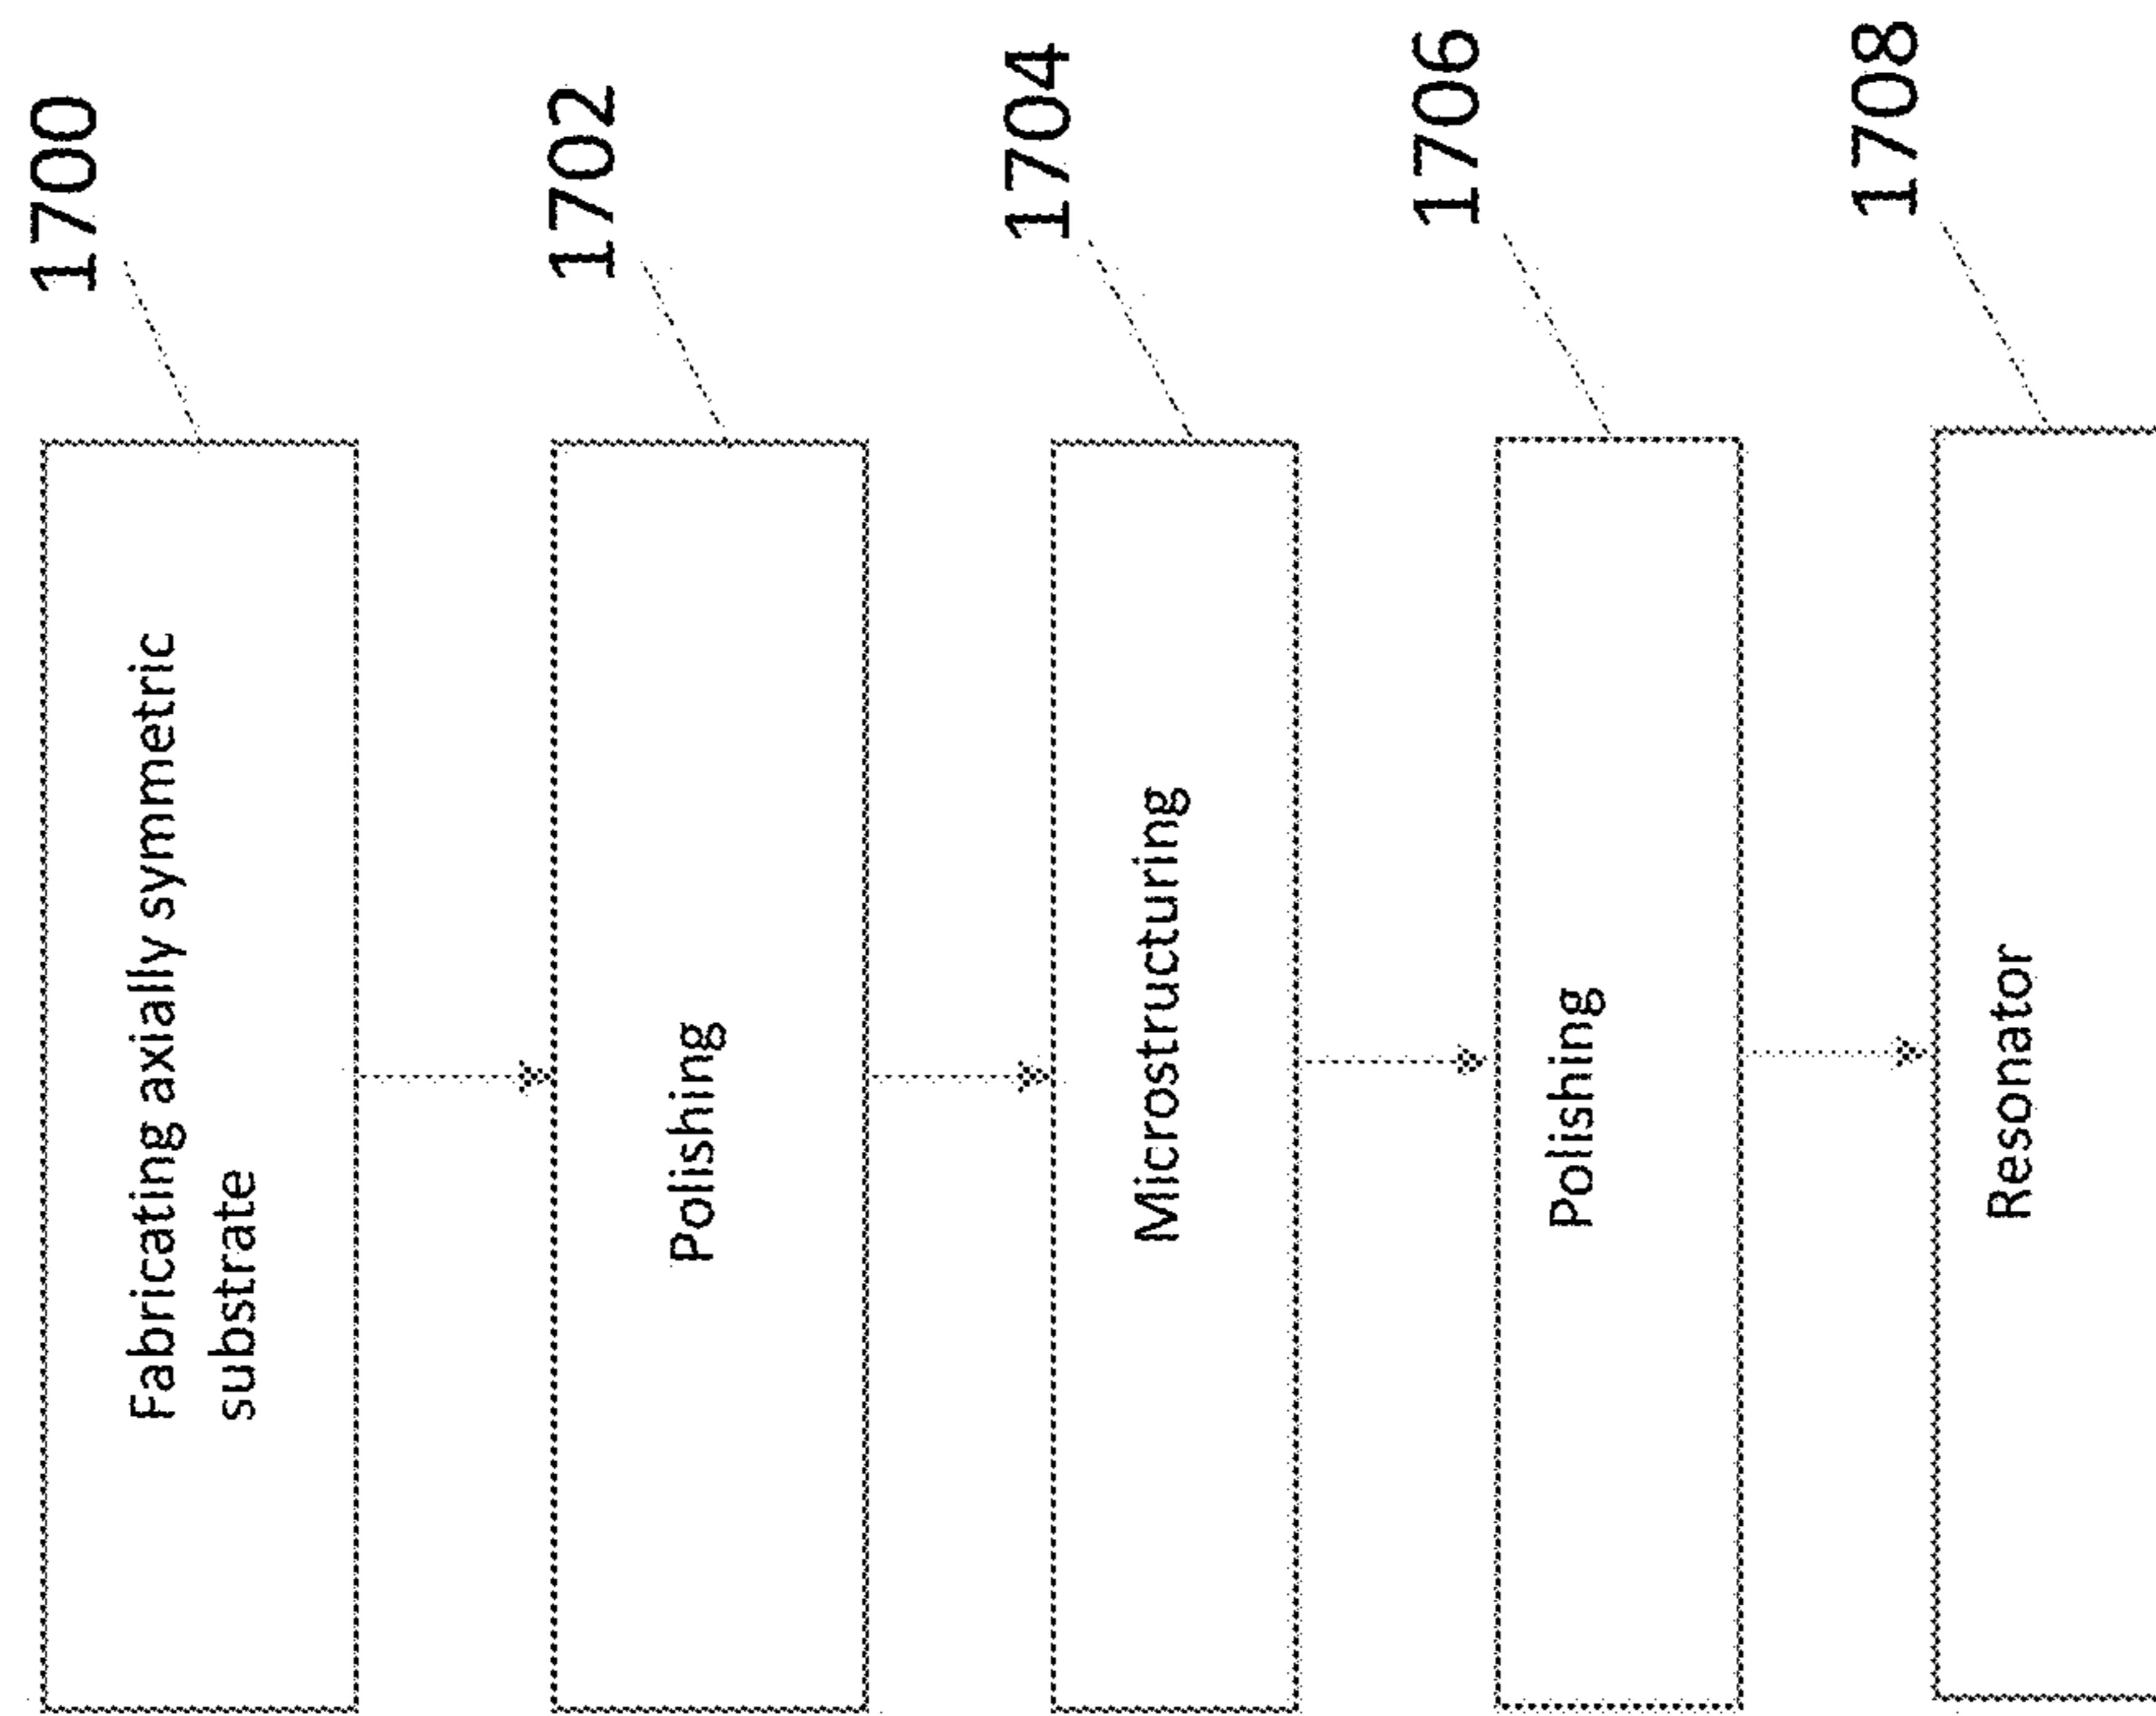 Fabricating axially symmetric
substrate
1700
Polishing
1702
Microstructuring
1704
Polishing
1706
Resonator
1708